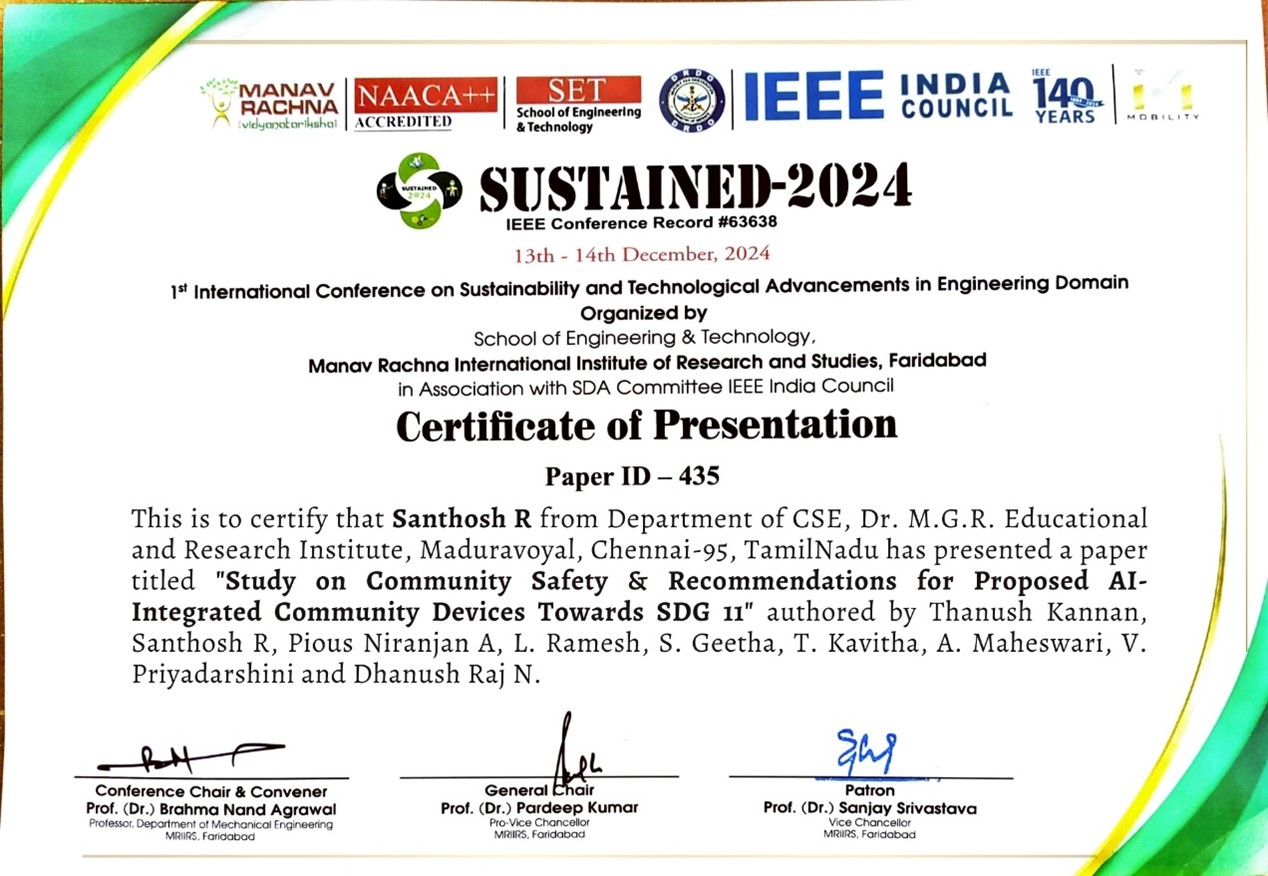 MANAV RACHNA vidyanatariksha
NAACA++ ACCREDITED
SET School of Engineering & Technology
DRDO
IEEE INDIA COUNCIL
IEEE 140 YEARS
MOBILITY
SUSTAINED 2024
SUSTAINED-2024
IEEE Conference Record #63638
13th - 14th December, 2024
1st International Conference on Sustainability and Technological Advancements in Engineering Domain
Organized by
School of Engineering & Technology,
Manav Rachna International Institute of Research and Studies, Faridabad
in Association with SDA Committee IEEE India Council
Certificate of Presentation
Paper ID – 435
This is to certify that Santhosh R from Department of CSE, Dr. M.G.R. Educational
and Research Institute, Maduravoyal, Chennai-95, TamilNadu has presented a paper
titled "Study on Community Safety & Recommendations for Proposed AI-
Integrated Community Devices Towards SDG 11" authored by Thanush Kannan,
Santhosh R, Pious Niranjan A, L. Ramesh, S. Geetha, T. Kavitha, A. Maheswari, V.
Priyadarshini and Dhanush Raj N.
Conference Chair & Convener
Prof. (Dr.) Brahma Nand Agrawal
Professor, Department of Mechanical Engineering
MRIIRS, Faridabad
General Chair
Prof. (Dr.) Pardeep Kumar
Pro-Vice Chancellor
MRIIRS, Faridabad
Patron
Prof. (Dr.) Sanjay Srivastava
Vice Chancellor
MRIIRS, Faridabad